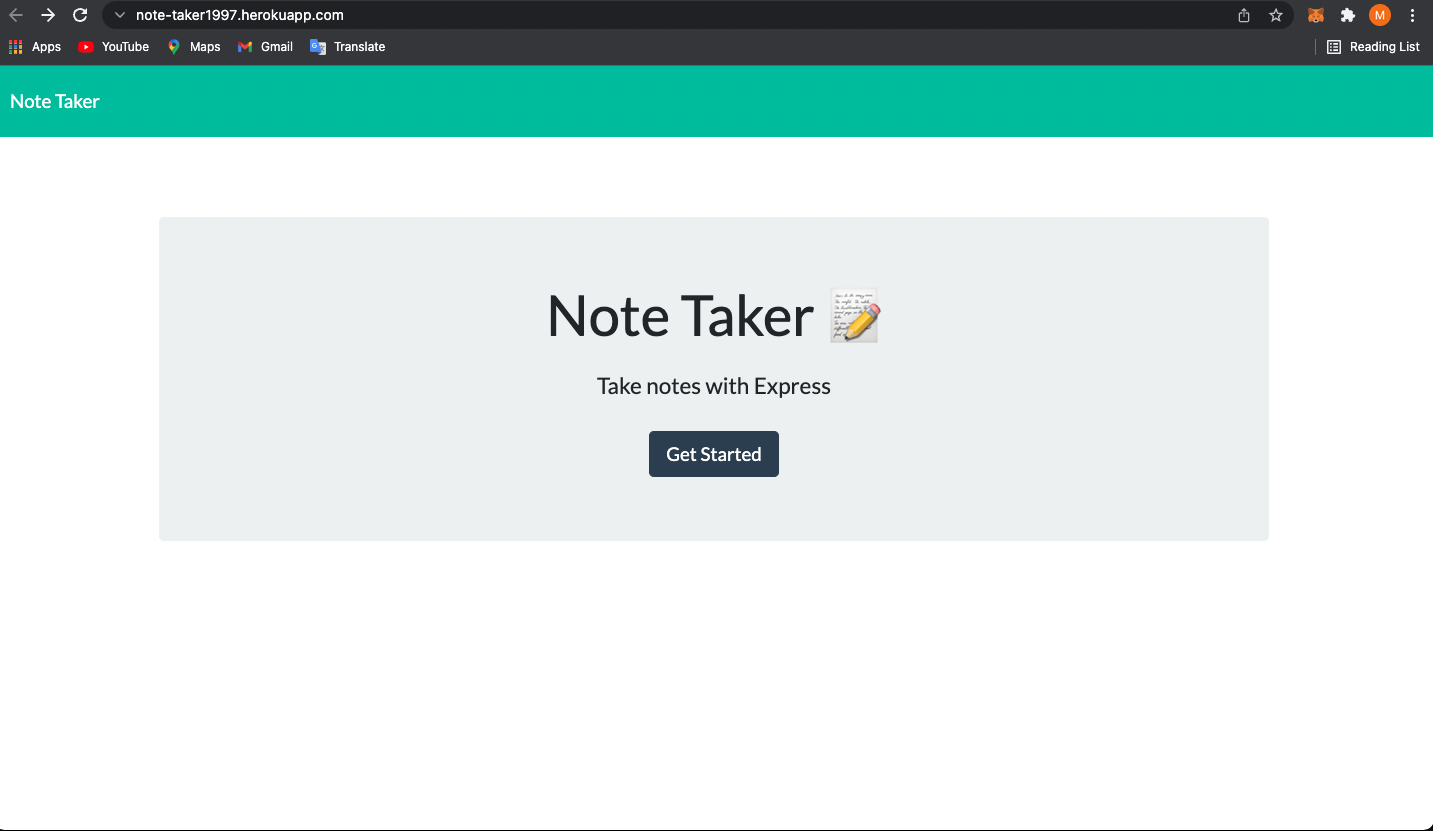 note-taker1997.herokuapp.com
M
Apps YouTube Maps Gmail Translate Reading List
Note Taker
Note Taker
Take notes with Express
Get Started